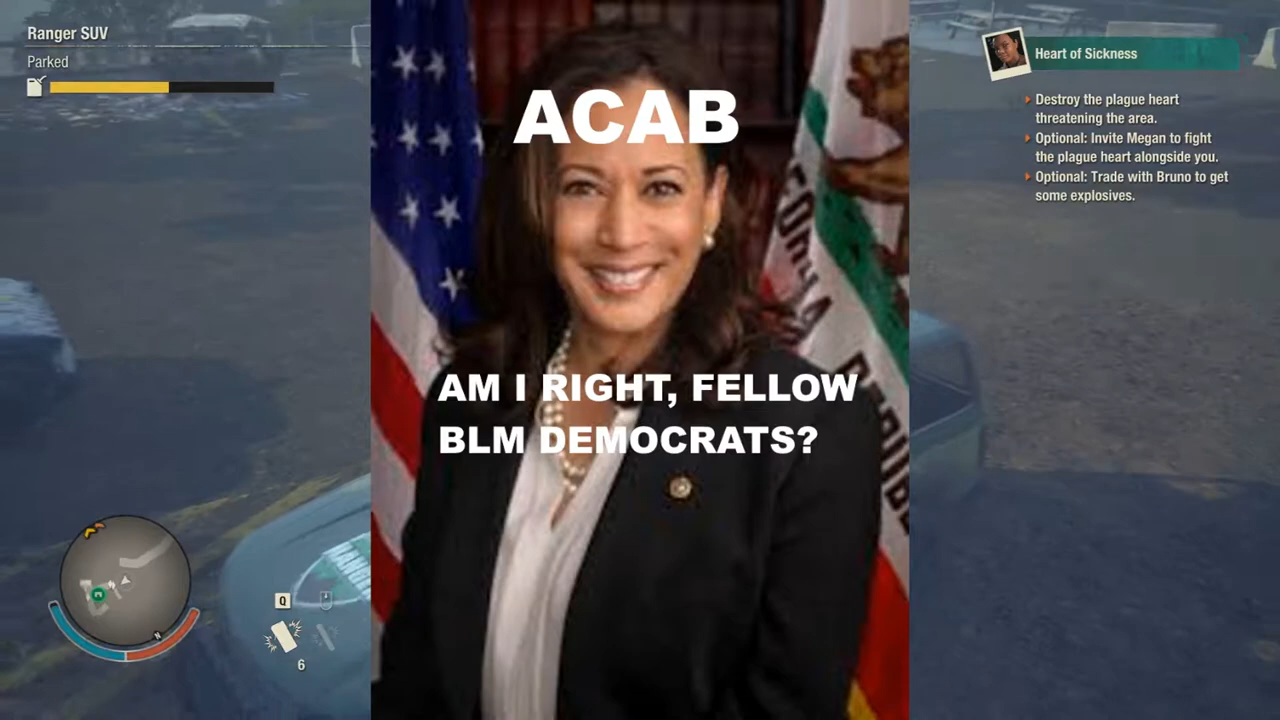 Ranger SUV
Parked
ACAB
AM I RIGHT, FELLOW
BLM DEMOCRATS?
Heart of Sickness
Destroy the plague heart
threatening the area.
Optional: Invite Megan to fight
the plague heart alongside you.
Optional: Trade with Bruno to get
some explosives.
N
Q
6